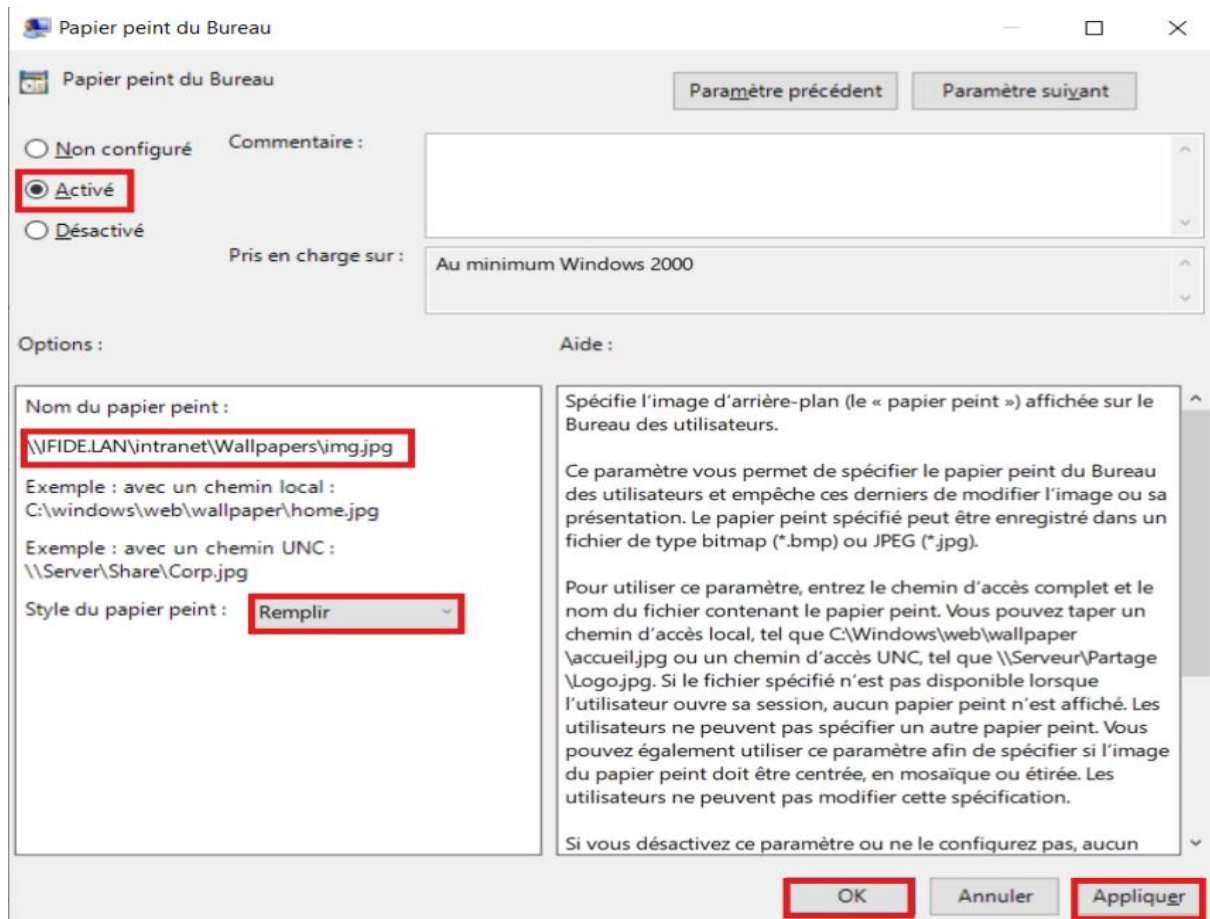 Papier peint du Bureau
Papier peint du Bureau
Paramètre précédent
Paramètre suivant
Non configuré
Commentaire :
Activé
Désactivé
Pris en charge sur :
Au minimum Windows 2000
Options :
Aide :
Nom du papier peint :
\\IFIDE.LAN\intranet\Wallpapers\img.jpg
Exemple : avec un chemin local :
C:\windows\web\wallpaper\home.jpg
Exemple : avec un chemin UNC :
\\Server\Share\Corp.jpg
Style du papier peint :
Remplir
Spécifie l’image d’arrière-plan (le « papier peint ») affichée sur le
Bureau des utilisateurs.
Ce paramètre vous permet de spécifier le papier peint du Bureau
des utilisateurs et empêche ces derniers de modifier l’image ou sa
présentation. Le papier peint spécifié peut être enregistré dans un
fichier de type bitmap (*.bmp) ou JPEG (*.jpg).
Pour utiliser ce paramètre, entrez le chemin d’accès complet et le
nom du fichier contenant le papier peint. Vous pouvez taper un
chemin d’accès local, tel que C:\Windows\web\wallpaper
\accueil.jpg ou un chemin d’accès UNC, tel que \\Serveur\Partage
\Logo.jpg. Si le fichier spécifié n’est pas disponible lorsque
l’utilisateur ouvre sa session, aucun papier peint n’est affiché. Les
utilisateurs ne peuvent pas spécifier un autre papier peint. Vous
pouvez également utiliser ce paramètre afin de spécifier si l’image
du papier peint doit être centrée, en mosaïque ou étirée. Les
utilisateurs ne peuvent pas modifier cette spécification.
Si vous désactivez ce paramètre ou ne le configurez pas, aucun
OK
Annuler
Appliquer